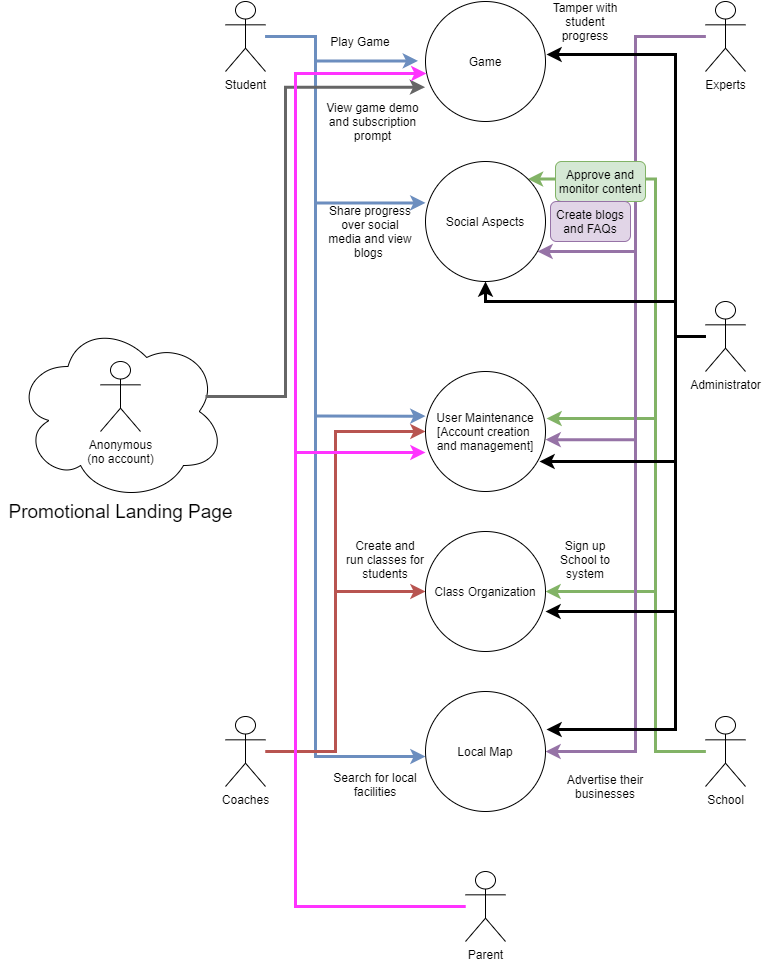 Student
Play Game
Game
Tamper with
student
progress
Experts
View game demo
and subscription
prompt
Share progress
over social
media and view
blogs
Social Aspects
Approve and
monitor content
Create blogs
and FAQs
Administrator
Anonymous
(no account)
Promotional Landing Page
User Maintenance
[Account creation
and management]
Create and
run classes for
students
Class Organization
Sign up
School to
system
Coaches
Search for local
facilities
Local Map
Advertise their
businesses
School
Parent